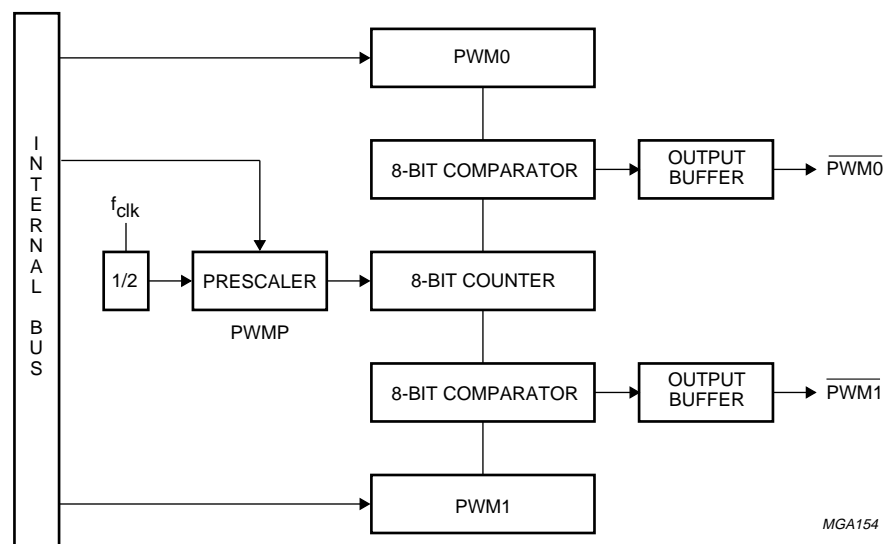 INTERNAL BUS
PWM0
8-BIT COMPARATOR
OUTPUT
BUFFER
PWM0
fclk
1/2
PRESCALER
8-BIT COUNTER
PWMP
8-BIT COMPARATOR
OUTPUT
BUFFER
PWM1
PWM1
MGA154